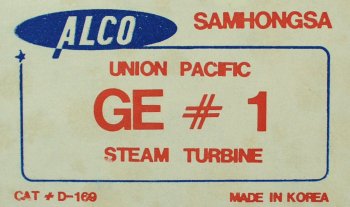 ALCO SAMHONGSA
UNION PACIFIC
GE # 1
STEAM TURBINE
CAT # D-169 MADE IN KOREA